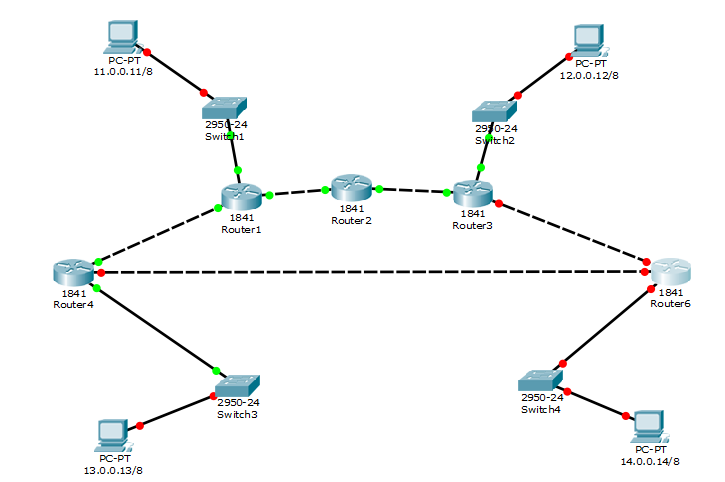 PC-PT
11.0.0.11/8
PC-PT
12.0.0.12/8
2950-24
Switch1
2950-24
Switch2
1841
Router1
1841
Router2
1841
Router3
1841
Router4
1841
Router6
2950-24
Switch3
2950-24
Switch4
PC-PT
13.0.0.13/8
PC-PT
14.0.0.14/8